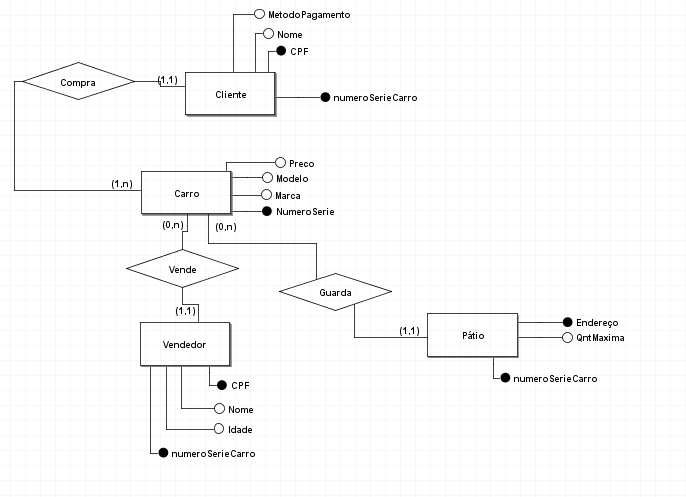 MetodoPagamento
Nome
CPF
Compra
(1,1)
Cliente
numeroSerieCarro
Preco
Modelo
(1,n)
Carro
Marca
NumeroSerie
(0,n)
(0,n)
Vende
Guarda
(1,1)
Endereço
(1,1)
Pátio
QntMaxima
Vendedor
numeroSerieCarro
CPF
Nome
Idade
numeroSerieCarro